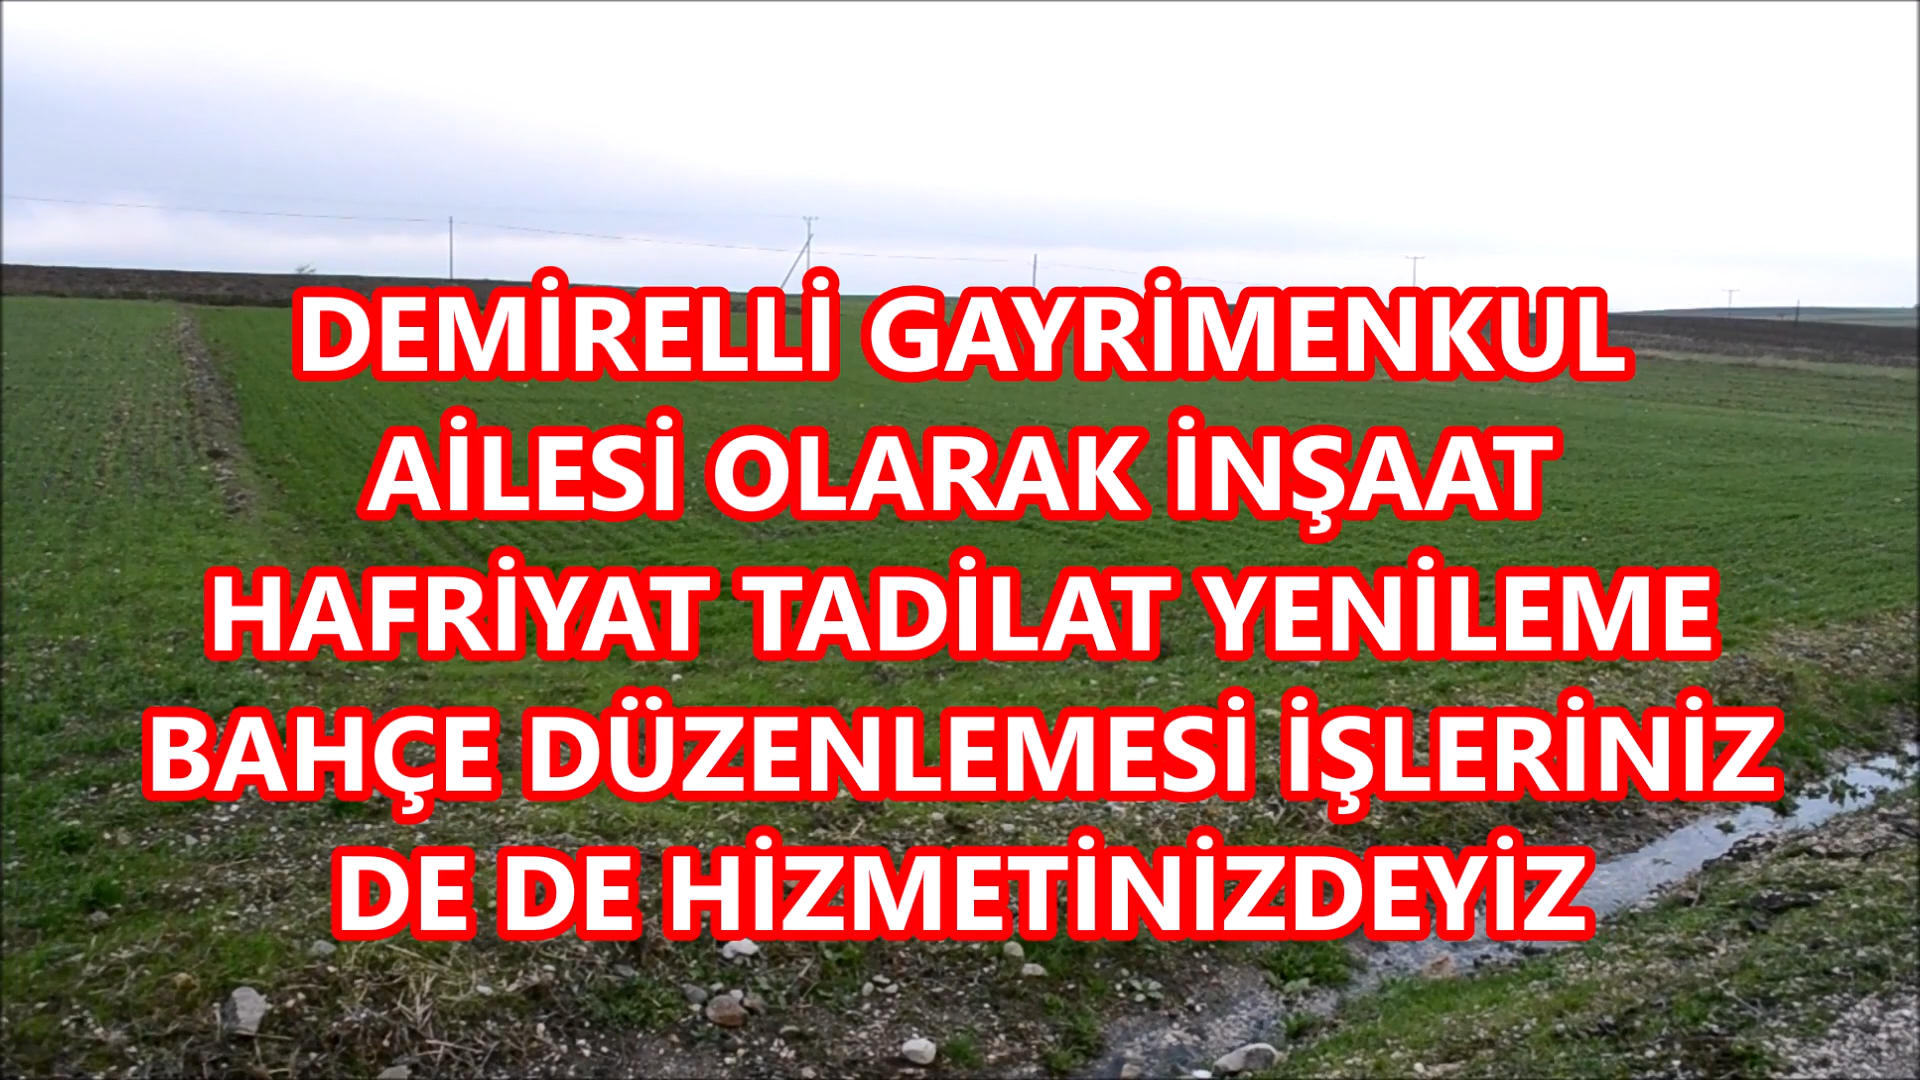 DEMİRELLİ GAYRİMENKUL
AİLESİ OLARAK İNŞAAT
HAFRİYAT TADİLAT YENİLEME
BAHÇE DÜZENLEMESİ İŞLERİNİZ
DE DE HİZMETİNİZDEYİZ